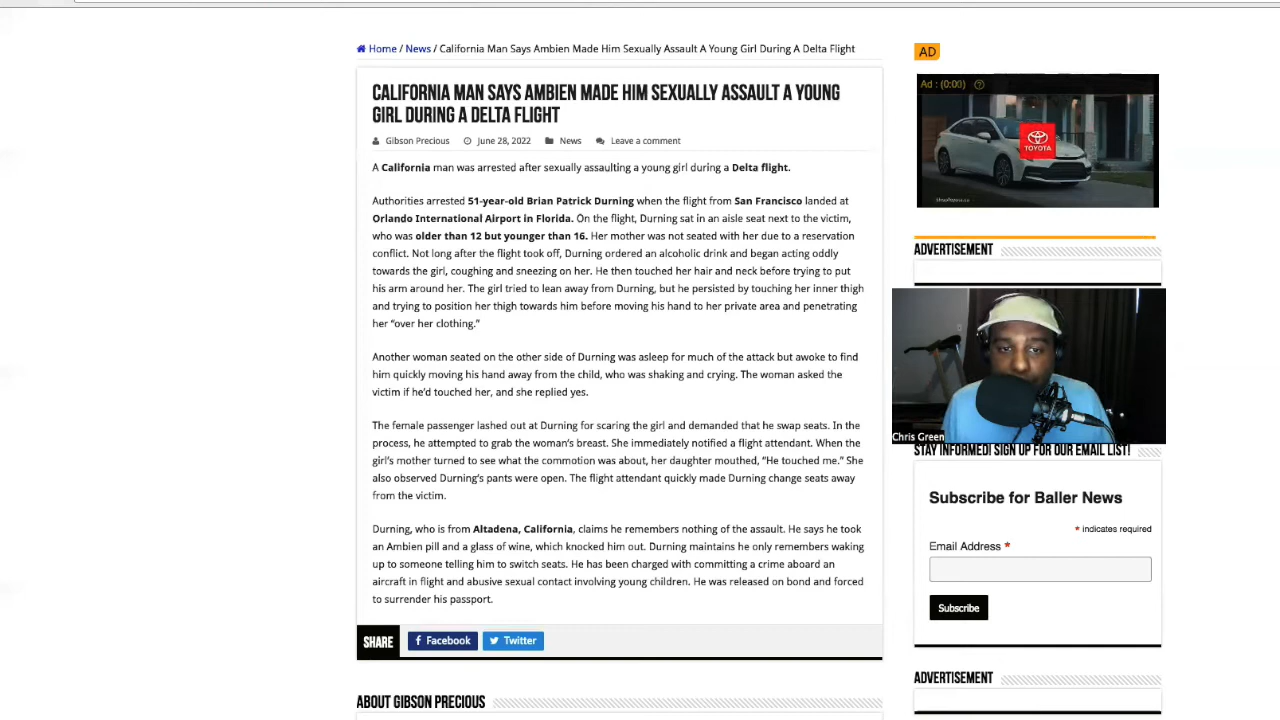 Home / News / California Man Says Ambien Made Him Sexually Assault A Young Girl During A Delta Flight
CALIFORNIA MAN SAYS AMBIEN MADE HIM SEXUALLY ASSAULT A YOUNG
GIRL DURING A DELTA FLIGHT
Gibson Precious June 28, 2022 News Leave a comment
A California man was arrested after sexually assaulting a young girl during a Delta flight.
Authorities arrested 51-year-old Brian Patrick Durning when the flight from San Francisco landed at
Orlando International Airport in Florida. On the flight, Durning sat in an aisle seat next to the victim,
who was older than 12 but younger than 16. Her mother was not seated with her due to a reservation
conflict. Not long after the flight took off, Durning ordered an alcoholic drink and began acting oddly
towards the girl, coughing and sneezing on her. He then touched her hair and neck before trying to put
his arm around her. The girl tried to lean away from Durning, but he persisted by touching her inner thigh
and trying to position her thigh towards him before moving his hand to her private area and penetrating
her “over her clothing.”
Another woman seated on the other side of Durning was asleep for much of the attack but awoke to find
him quickly moving his hand away from the child, who was shaking and crying. The woman asked the
victim if he’d touched her, and she replied yes.
The female passenger lashed out at Durning for scaring the girl and demanded that he swap seats. In the
process, he attempted to grab the woman’s breast. She immediately notified a flight attendant. When the
girl’s mother turned to see what the commotion was about, her daughter mouthed, “He touched me.” She
also observed Durning’s pants were open. The flight attendant quickly made Durning change seats away
from the victim.
Durning, who is from Altadena, California, claims he remembers nothing of the assault. He says he took
an Ambien pill and a glass of wine, which knocked him out. Durning maintains he only remembers waking
up to someone telling him to switch seats. He has been charged with committing a crime aboard an
aircraft in flight and abusive sexual contact involving young children. He was released on bond and forced
to surrender his passport.
SHARE Facebook Twitter
ABOUT GIBSON PRECIOUS
AD
Ad : (0:00)
TOYOTA
ADVERTISEMENT
Chris Green
STAY INFORMED! SIGN UP FOR OUR EMAIL LIST!
Subscribe for Baller News
* indicates required
Email Address *
Subscribe
ADVERTISEMENT